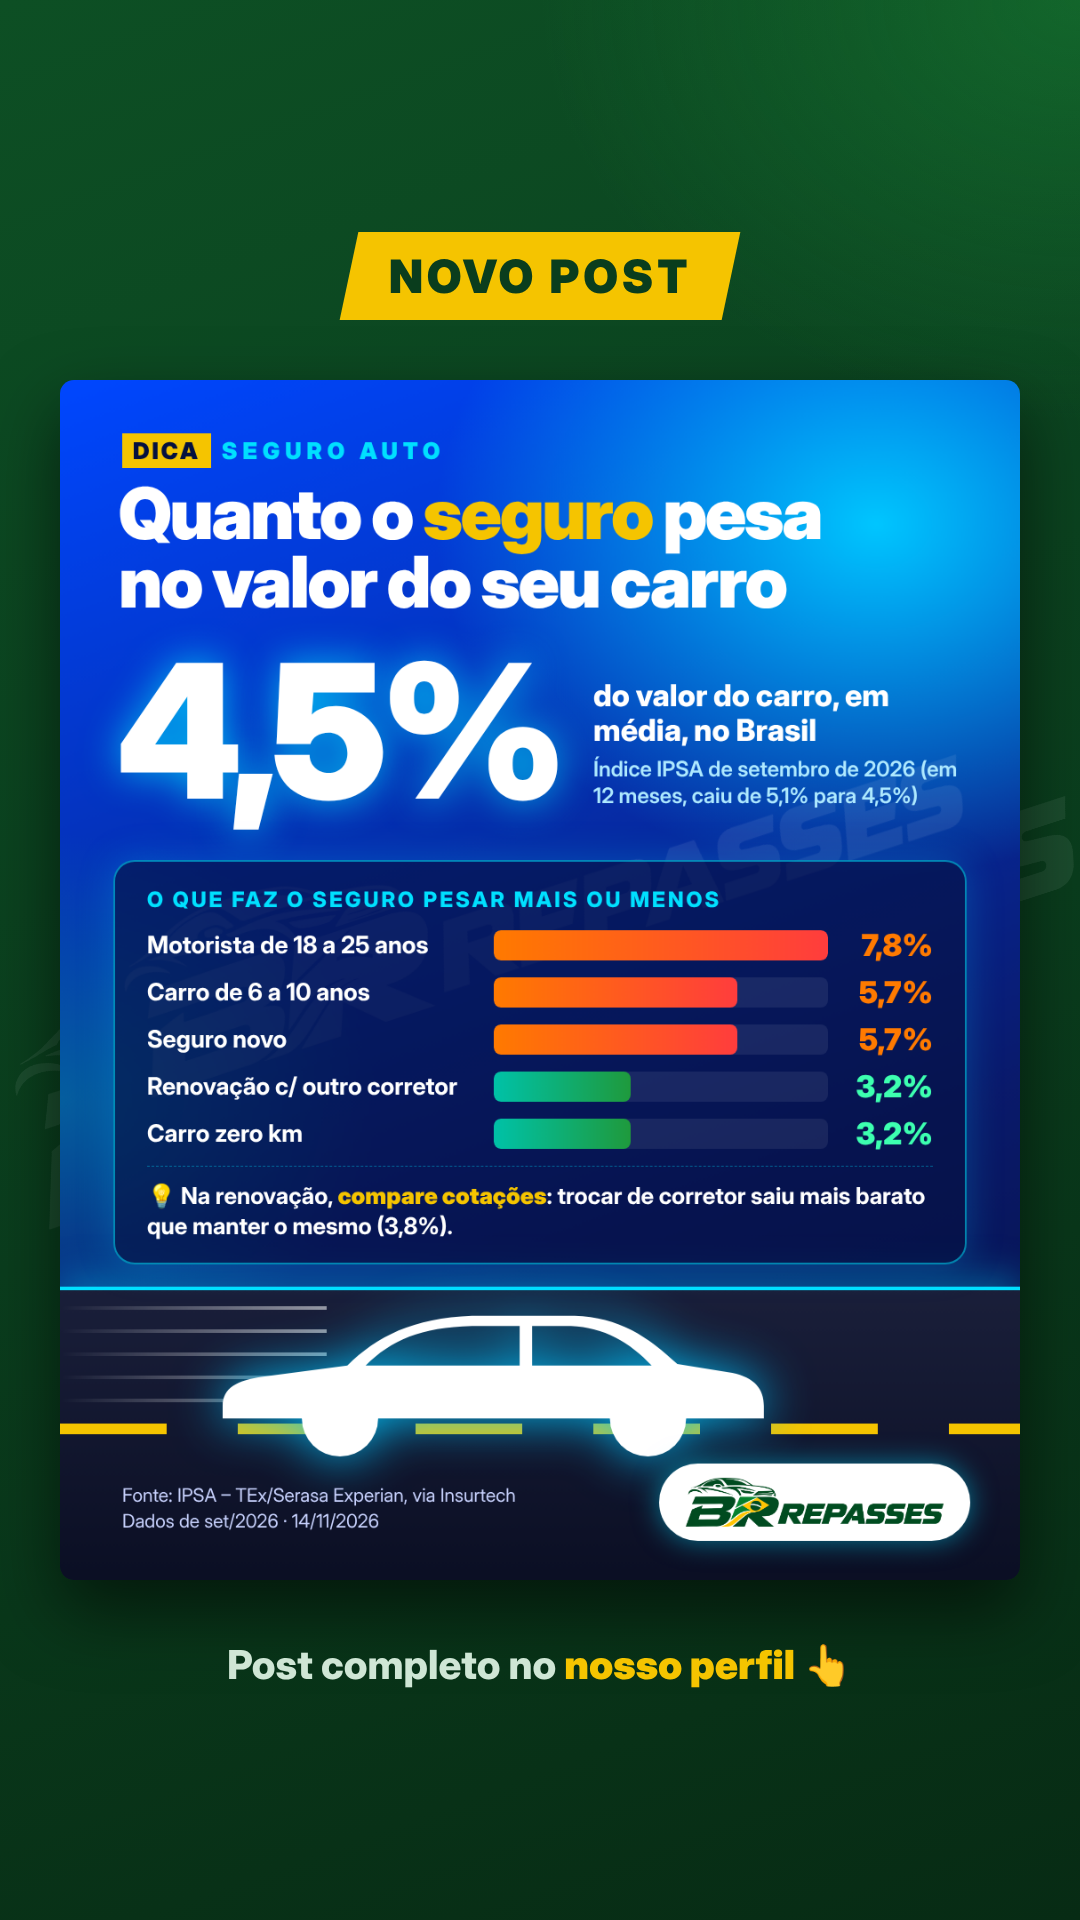 NOVO POST
DICA SEGURO AUTO
Quanto o seguro pesa
no valor do seu carro
4,5%
do valor do carro, em
média, no Brasil
Índice IPSA de setembro de 2026 (em
12 meses, caiu de 5,1% para 4,5%)
O QUE FAZ O SEGURO PESAR MAIS OU MENOS
Motorista de 18 a 25 anos 7,8%
Carro de 6 a 10 anos 5,7%
Seguro novo 5,7%
Renovação c/ outro corretor 3,2%
Carro zero km 3,2%
💡 Na renovação, compare cotações: trocar de corretor saiu mais barato
que manter o mesmo (3,8%).
Fonte: IPSA – TEx/Serasa Experian, via Insurtech
Dados de set/2026 · 14/11/2026
BR REPASSES
Post completo no nosso perfil 👆